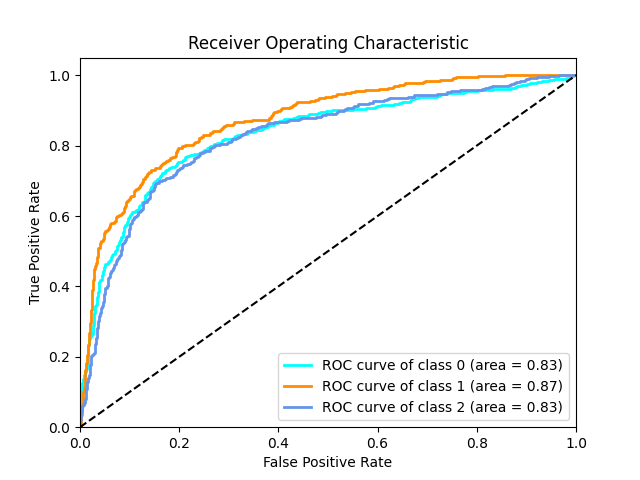 Receiver Operating Characteristic
True Positive Rate
1.0
0.8
0.6
0.4
0.2
0.0
ROC curve of class 0 (area = 0.83)
ROC curve of class 1 (area = 0.87)
ROC curve of class 2 (area = 0.83)
0.0 0.2 0.4 0.6 0.8 1.0
False Positive Rate